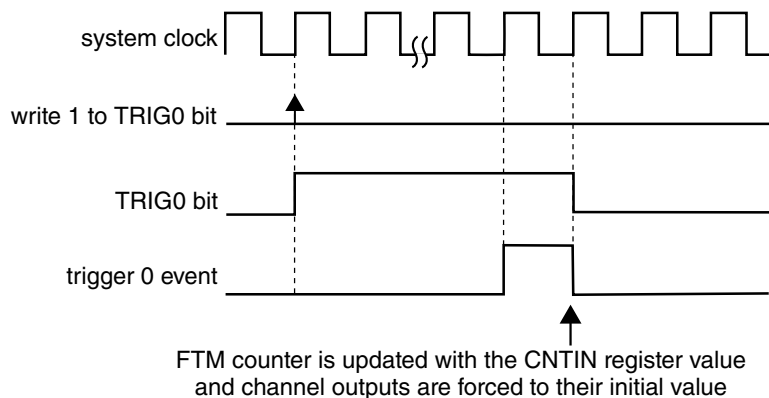 system clock
write 1 to TRIG0 bit
TRIG0 bit
trigger 0 event
FTM counter is updated with the CNTIN register value
and channel outputs are forced to their initial value